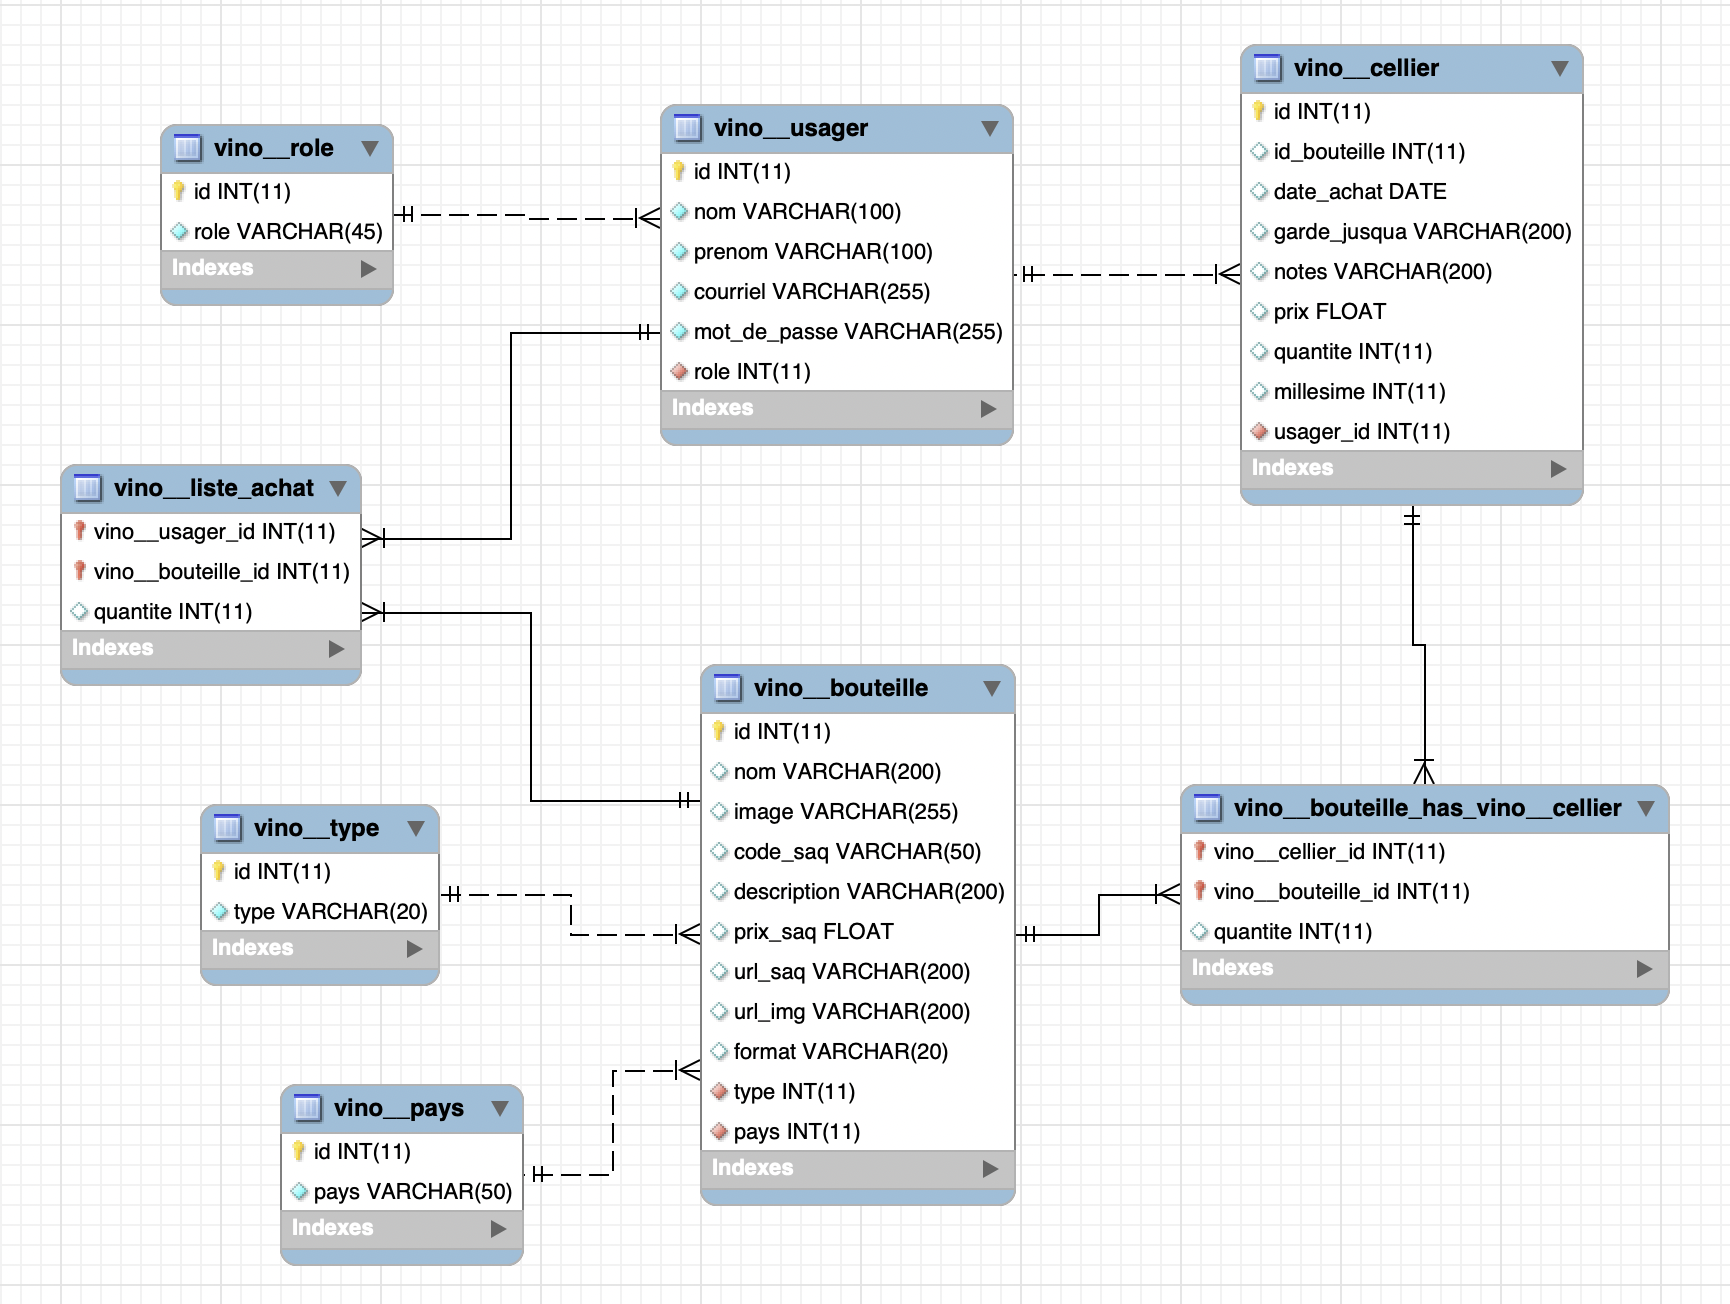 vino__role
id INT(11)
role VARCHAR(45)
Indexes
vino__usager
id INT(11)
nom VARCHAR(100)
prenom VARCHAR(100)
courriel VARCHAR(255)
mot_de_passe VARCHAR(255)
role INT(11)
Indexes
vino__cellier
id INT(11)
id_bouteille INT(11)
date_achat DATE
garde_jusqua VARCHAR(200)
notes VARCHAR(200)
prix FLOAT
quantite INT(11)
millesime INT(11)
usager_id INT(11)
Indexes
vino__liste_achat
vino__usager_id INT(11)
vino__bouteille_id INT(11)
quantite INT(11)
Indexes
vino__bouteille
id INT(11)
nom VARCHAR(200)
image VARCHAR(255)
code_saq VARCHAR(50)
description VARCHAR(200)
prix_saq FLOAT
url_saq VARCHAR(200)
url_img VARCHAR(200)
format VARCHAR(20)
type INT(11)
pays INT(11)
Indexes
vino__type
id INT(11)
type VARCHAR(20)
Indexes
vino__bouteille_has_vino__cellier
vino__cellier_id INT(11)
vino__bouteille_id INT(11)
quantite INT(11)
Indexes
vino__pays
id INT(11)
pays VARCHAR(50)
Indexes